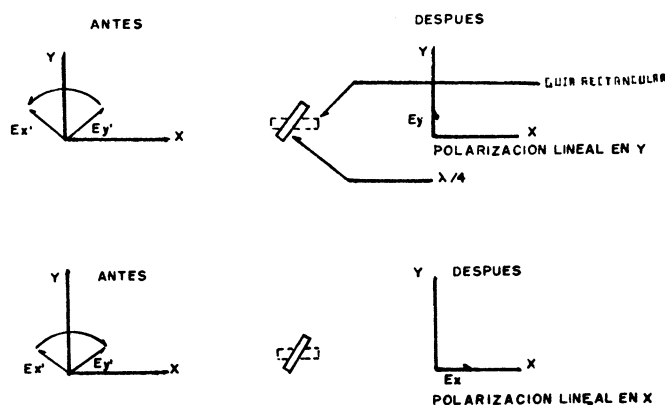 ANTES
DESPUES
Y
Y
GUIA RECTANGULAR
Ex'
Ey'
X
Ey
X
POLARIZACION LINEAL EN Y
λ/4
Y
ANTES
Y
DESPUES
Ex'
Ey'
X
X
Ex
POLARIZACION LINEAL EN X